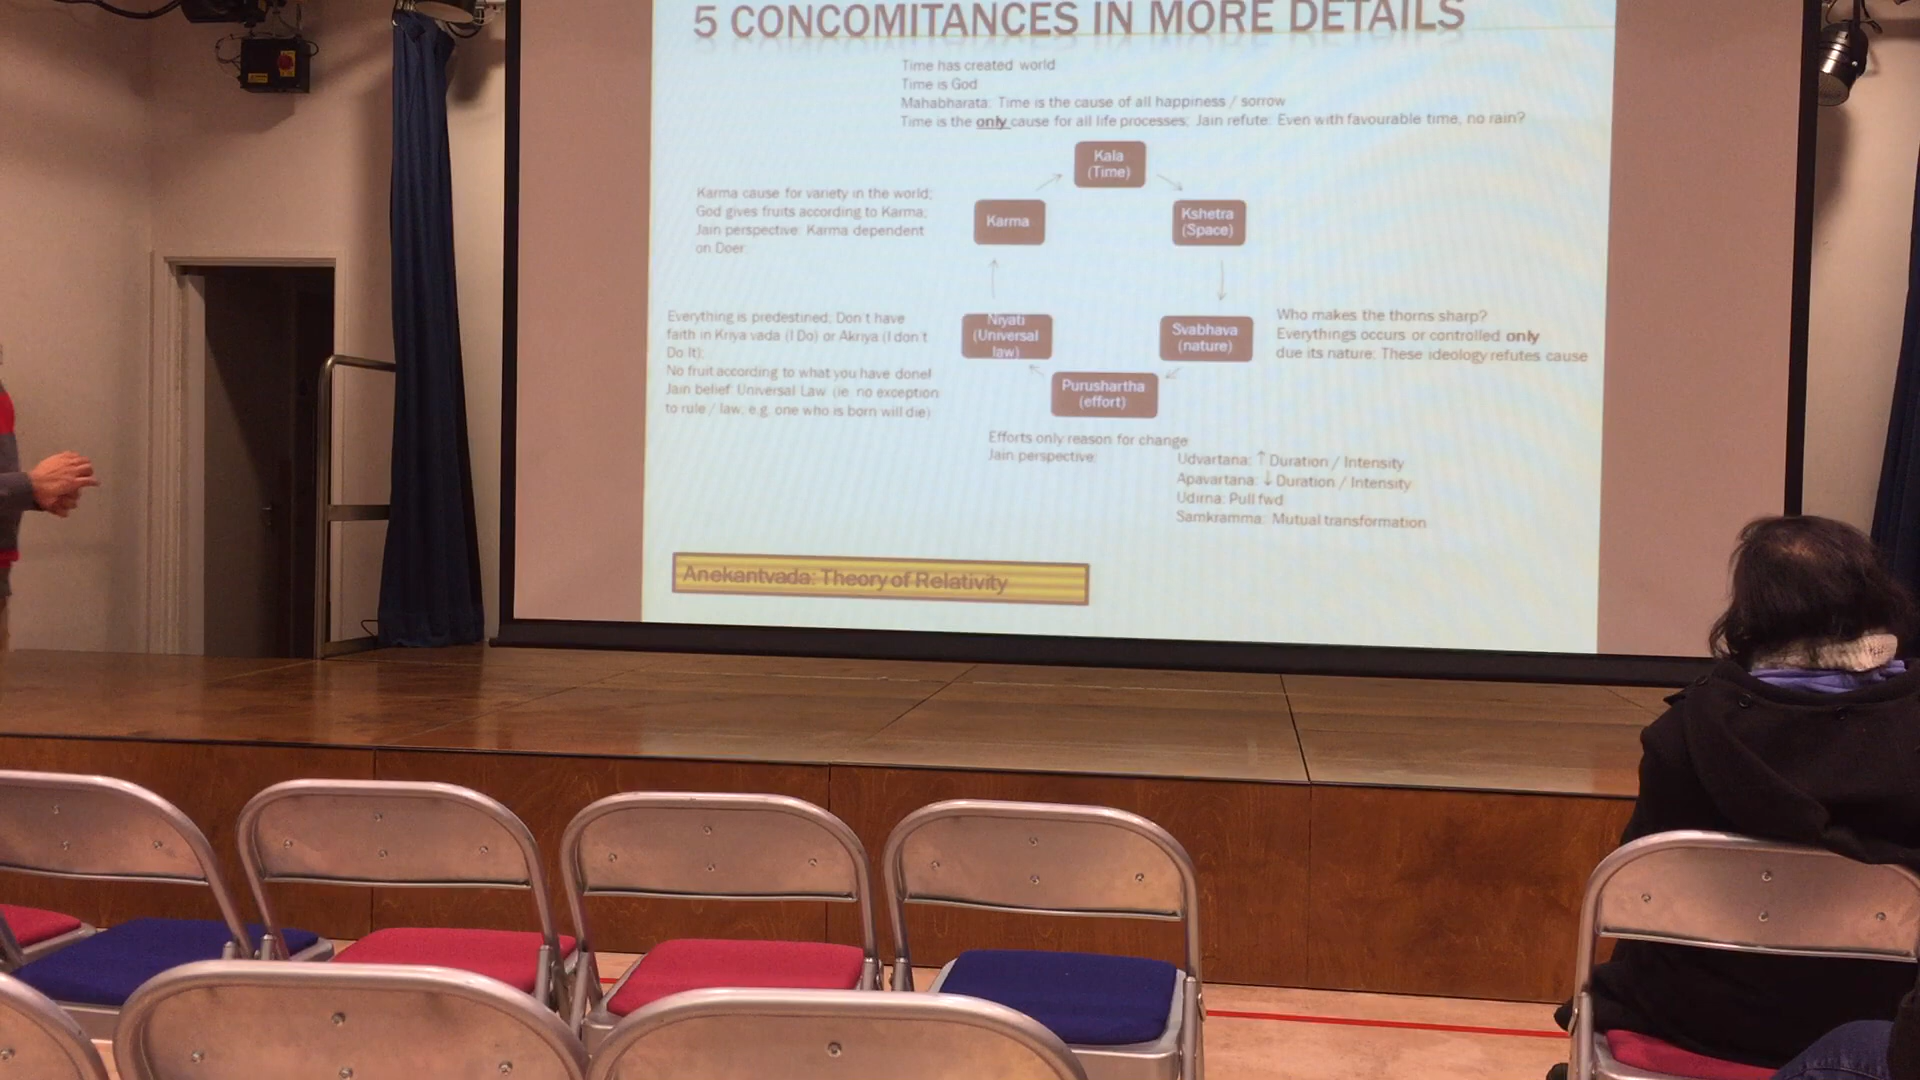 5 CONCOMITANCES IN MORE DETAILS
Time has created world
Time is God
Mahabharata: Time is the cause of all happiness / sorrow
Time is the only cause for all life processes; Jain refute: Even with favourable time, no rain?
Kala
(Time)
Karma cause for variety in the world;
God gives fruits according to Karma;
Jain perspective: Karma dependent
on Doer
Karma
Kshetra
(Space)
Everything is predestined; Don't have
faith in Kriya vada (I Do) or Akriya (I don't
Do It);
No fruit according to what you have done!
Jain belief: Universal Law (ie. no exception
to rule / law, e.g. one who is born will die)
Niyati
(Universal
law)
Svabhava
(nature)
Who makes the thorns sharp?
Everythings occurs or controlled only
due its nature; These ideology refutes cause
Purushartha
(effort)
Efforts only reason for change
Jain perspective:
Udvartana: ↑ Duration / Intensity
Apavartana: ↓ Duration / Intensity
Udirna: Pull fwd
Samkramma: Mutual transformation
Anekantvada: Theory of Relativity